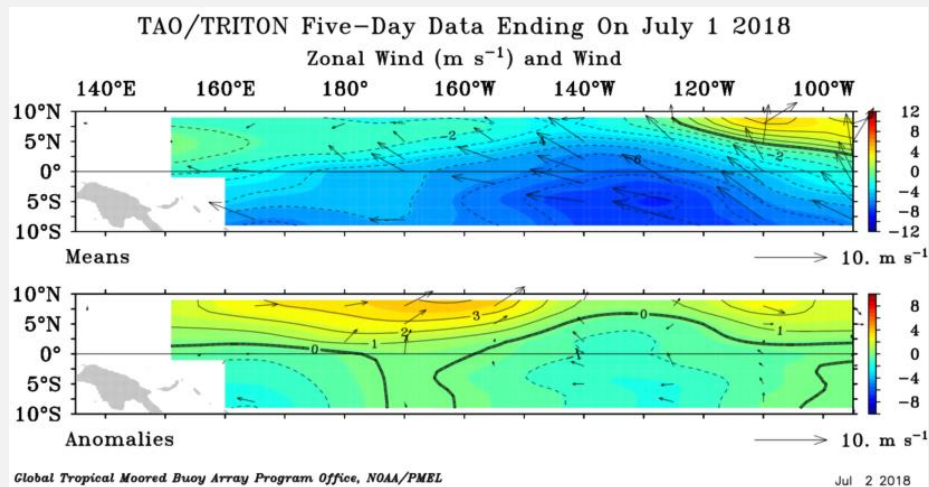 TAO/TRITON Five-Day Data Ending On July 1 2018
Zonal Wind (m s⁻¹) and Wind
140°E 160°E 180° 160°W 140°W 120°W 100°W
10°N
5°N
0°
5°S
10°S
-2
-6
-2
12
8
4
0
-4
-8
-12
Means
10. m s⁻¹
10°N
5°N
0°
5°S
10°S
0
1
2
3
0
1
8
4
0
-4
-8
Anomalies
10. m s⁻¹
Global Tropical Moored Buoy Array Program Office, NOAA/PMEL
Jul 2 2018